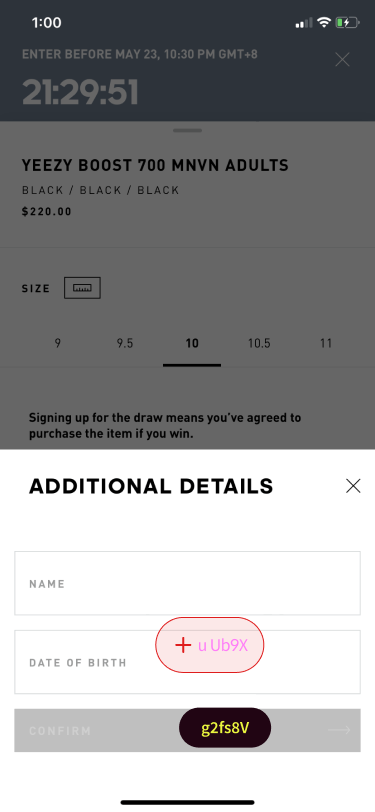 1:00
ENTER BEFORE MAY 23, 10:30 PM GMT+8
21:29:51
YEEZY BOOST 700 MNVN ADULTS
BLACK / BLACK / BLACK
$220.00
SIZE
9 9.5 10 10.5 11
Signing up for the draw means you've agreed to
purchase the item if you win.
ADDITIONAL DETAILS
NAME
+ u Ub9X
DATE OF BIRTH
CONFIRM
g2fs8V